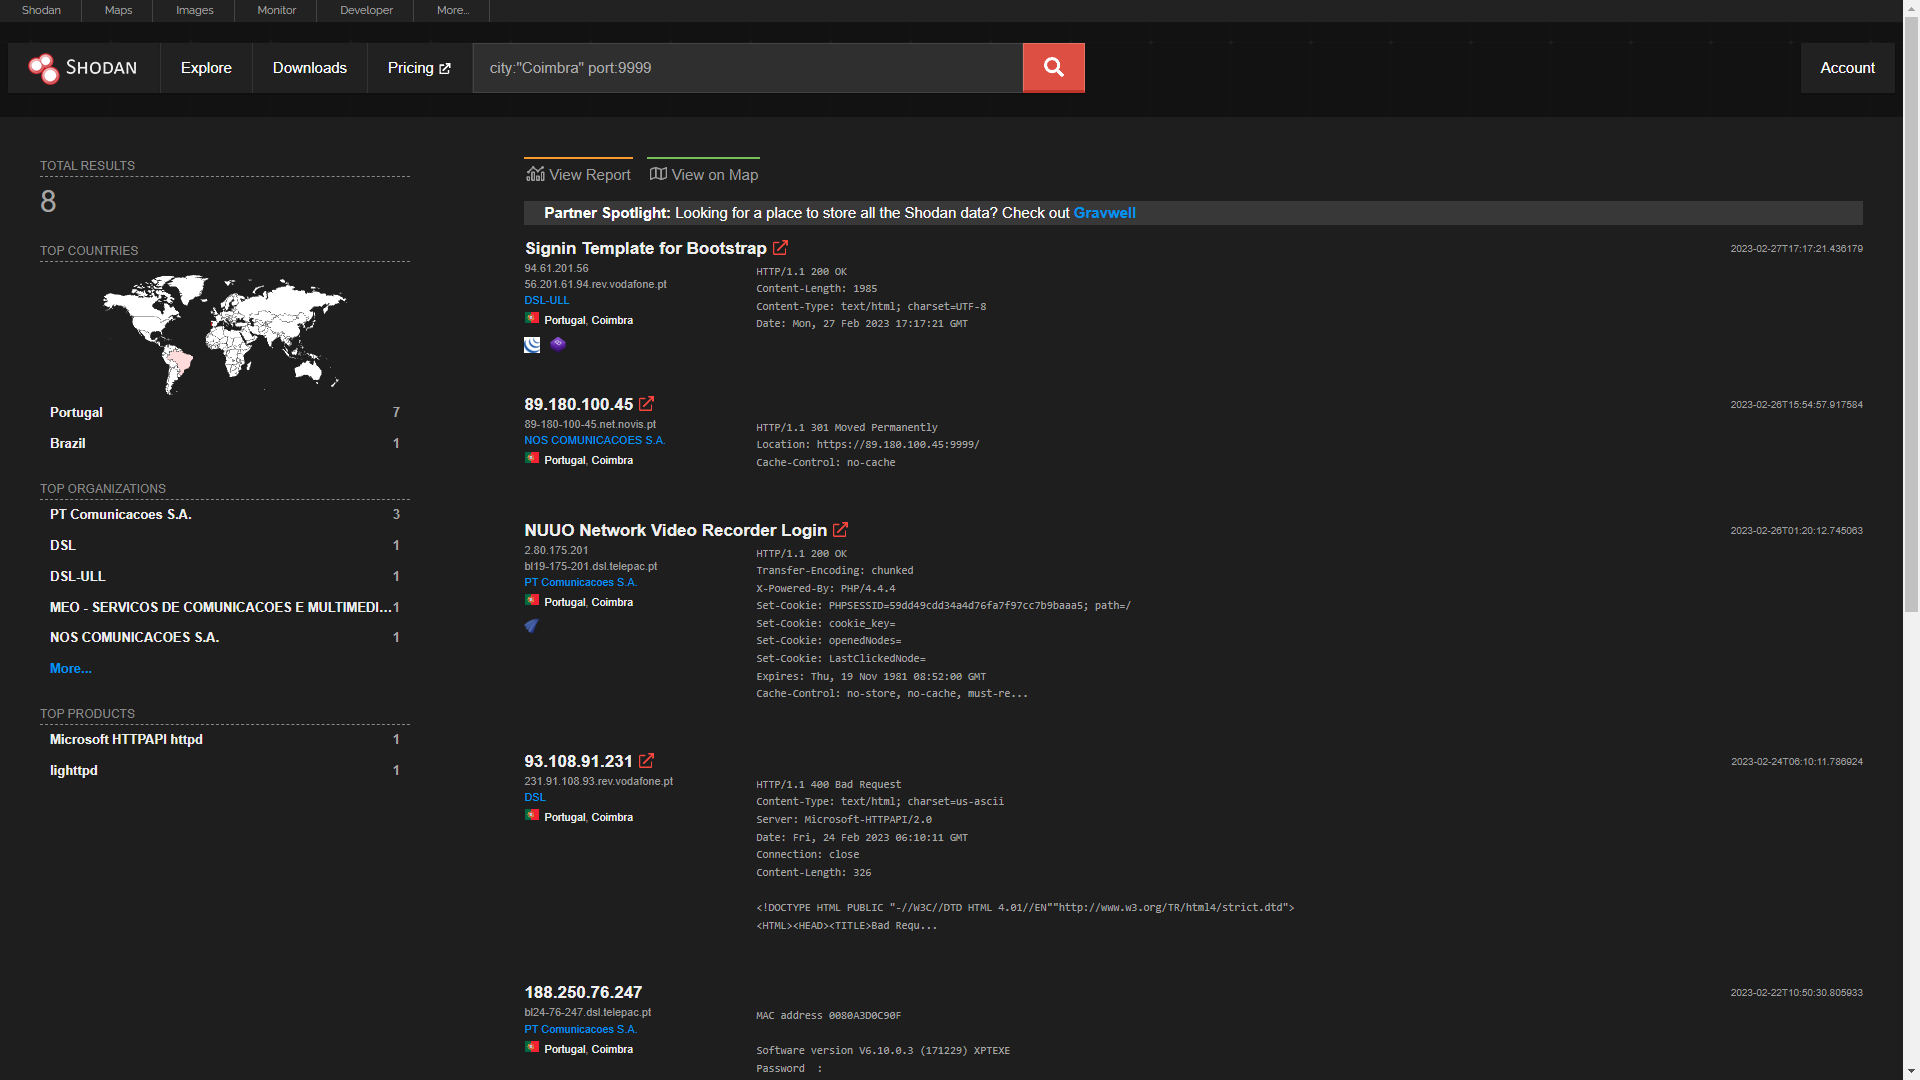 Shodan
Maps
Images
Monitor
Developer
More...
SHODAN
Explore
Downloads
Pricing
city:"Coimbra" port:9999
Account
TOTAL RESULTS
8
TOP COUNTRIES
Portugal 7
Brazil 1
TOP ORGANIZATIONS
PT Comunicacoes S.A. 3
DSL 1
DSL-ULL 1
MEO - SERVICOS DE COMUNICACOES E MULTIMEDI... 1
NOS COMUNICACOES S.A. 1
More...
TOP PRODUCTS
Microsoft HTTPAPI httpd 1
lighttpd 1
View Report
View on Map
Partner Spotlight: Looking for a place to store all the Shodan data? Check out Gravwell
Signin Template for Bootstrap
2023-02-27T17:17:21.436179
94.61.201.56
56.201.61.94.rev.vodafone.pt
DSL-ULL
Portugal, Coimbra
HTTP/1.1 200 OK
Content-Length: 1985
Content-Type: text/html; charset=UTF-8
Date: Mon, 27 Feb 2023 17:17:21 GMT
89.180.100.45
2023-02-26T15:54:57.917584
89-180-100-45.net.novis.pt
NOS COMUNICACOES S.A.
Portugal, Coimbra
HTTP/1.1 301 Moved Permanently
Location: https://89.180.100.45:9999/
Cache-Control: no-cache
NUUO Network Video Recorder Login
2023-02-26T01:20:12.745063
2.80.175.201
bl19-175-201.dsl.telepac.pt
PT Comunicacoes S.A.
Portugal, Coimbra
HTTP/1.1 200 OK
Transfer-Encoding: chunked
X-Powered-By: PHP/4.4.4
Set-Cookie: PHPSESSID=59dd49cdd34a4d76fa7f97cc7b9baaa5; path=/
Set-Cookie: cookie_key=
Set-Cookie: openedNodes=
Set-Cookie: LastClickedNode=
Expires: Thu, 19 Nov 1981 08:52:00 GMT
Cache-Control: no-store, no-cache, must-re...
93.108.91.231
2023-02-24T06:10:11.786924
231.91.108.93.rev.vodafone.pt
DSL
Portugal, Coimbra
HTTP/1.1 400 Bad Request
Content-Type: text/html; charset=us-ascii
Server: Microsoft-HTTPAPI/2.0
Date: Fri, 24 Feb 2023 06:10:11 GMT
Connection: close
Content-Length: 326
<!DOCTYPE HTML PUBLIC "-//W3C//DTD HTML 4.01//EN""http://www.w3.org/TR/html4/strict.dtd">
<HTML><HEAD><TITLE>Bad Requ...
188.250.76.247
2023-02-22T10:50:30.805933
bl24-76-247.dsl.telepac.pt
PT Comunicacoes S.A.
Portugal, Coimbra
MAC address 0080A3D0C90F
Software version V6.10.0.3 (171229) XPTEXE
Password :